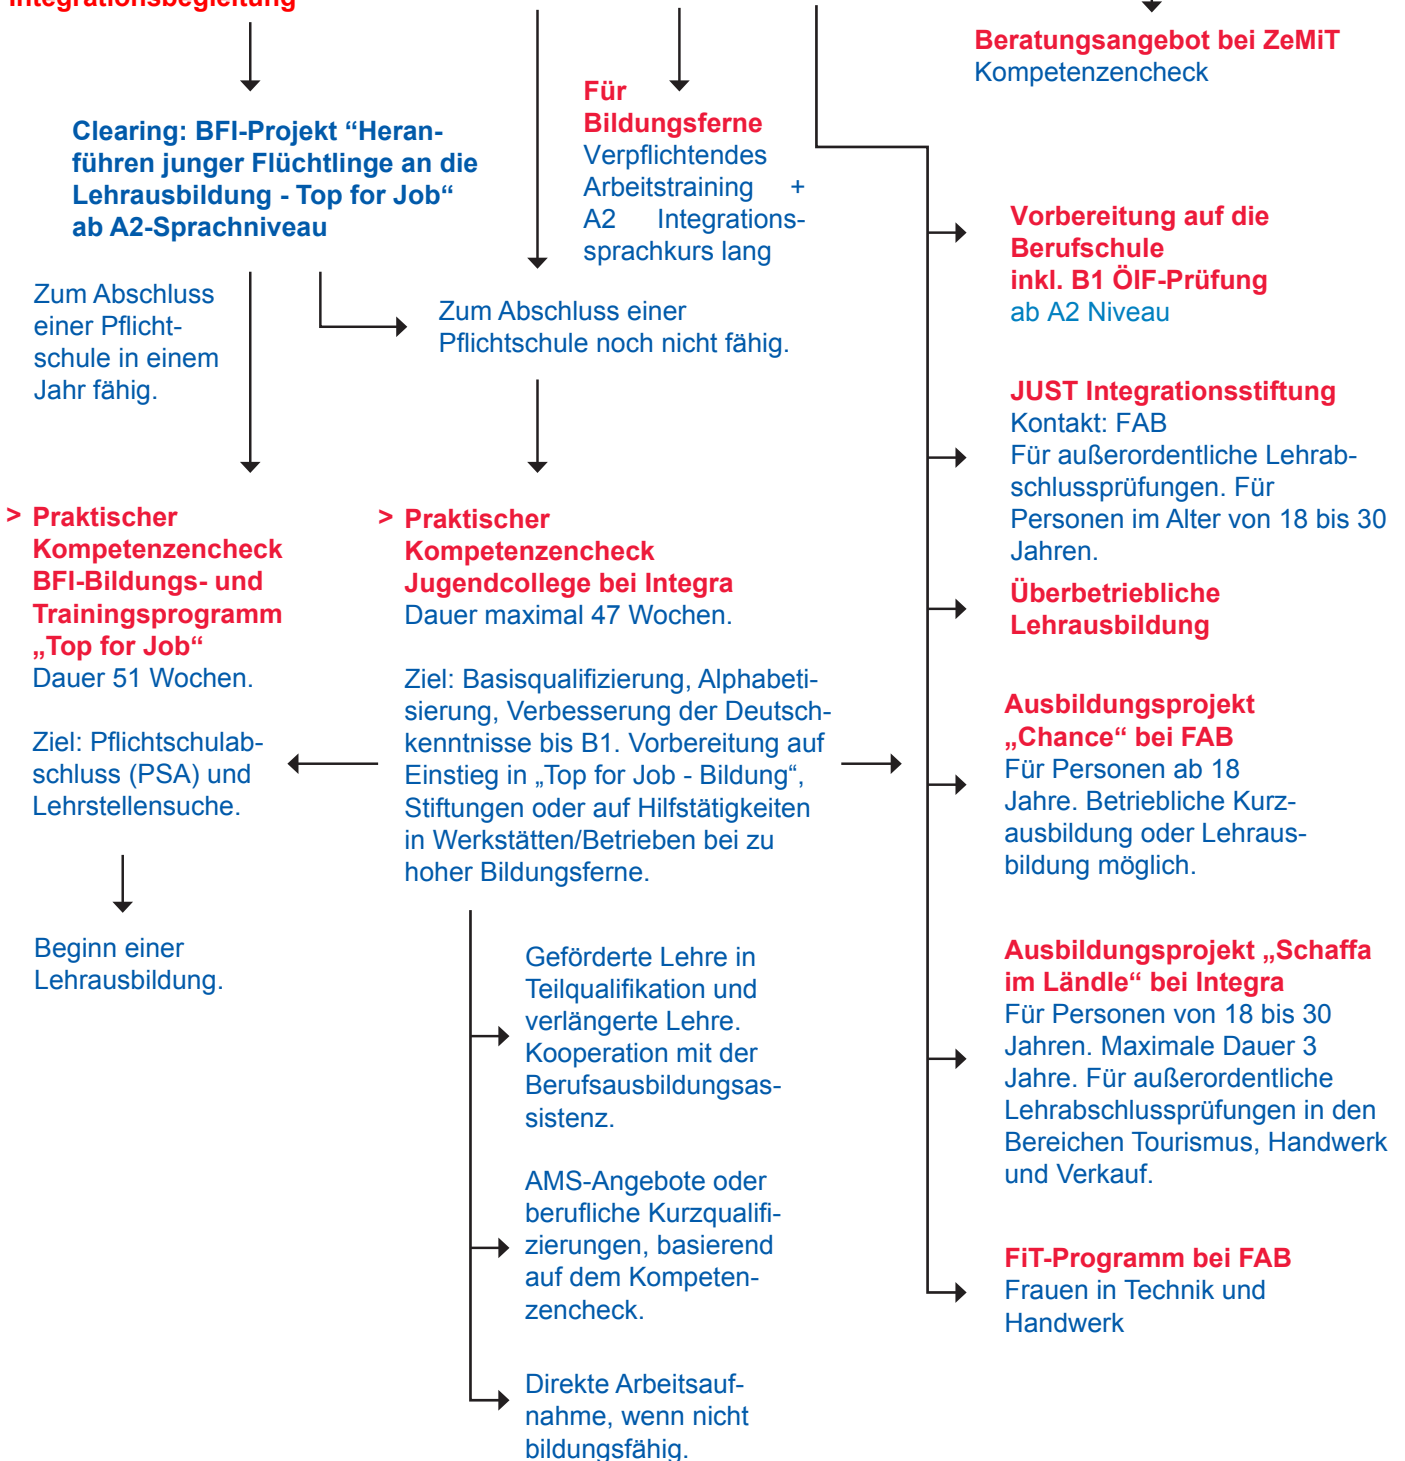 Integrationsbegleitung
Beratungsangebot bei ZeMiT
Kompetenzencheck
Für
Bildungsferne
Verpflichtendes
Arbeitstraining +
A2 Integrations-
sprachkurs lang
Clearing: BFI-Projekt “Heran-
führen junger Flüchtlinge an die
Lehrausbildung - Top for Job“
ab A2-Sprachniveau
Zum Abschluss
einer Pflicht-
schule in einem
Jahr fähig.
Zum Abschluss einer
Pflichtschule noch nicht fähig.
> Praktischer
Kompetenzencheck
BFI-Bildungs- und
Trainingsprogramm
„Top for Job“
Dauer 51 Wochen.
Ziel: Pflichtschulab-
schluss (PSA) und
Lehrstellensuche.
Beginn einer
Lehrausbildung.
> Praktischer
Kompetenzencheck
Jugendcollege bei Integra
Dauer maximal 47 Wochen.
Ziel: Basisqualifizierung, Alphabeti-
sierung, Verbesserung der Deutsch-
kenntnisse bis B1. Vorbereitung auf
Einstieg in „Top for Job - Bildung“,
Stiftungen oder auf Hilfstätigkeiten
in Werkstätten/Betrieben bei zu
hoher Bildungsferne.
Geförderte Lehre in
Teilqualifikation und
verlängerte Lehre.
Kooperation mit der
Berufsausbildungsas-
sistenz.
AMS-Angebote oder
berufliche Kurzqualifi-
zierungen, basierend
auf dem Kompeten-
zencheck.
Direkte Arbeitsauf-
nahme, wenn nicht
bildungsfähig.
Vorbereitung auf die
Berufschule
inkl. B1 ÖIF-Prüfung
ab A2 Niveau
JUST Integrationsstiftung
Kontakt: FAB
Für außerordentliche Lehrab-
schlussprüfungen. Für
Personen im Alter von 18 bis 30
Jahren.
Überbetriebliche
Lehrausbildung
Ausbildungsprojekt
„Chance“ bei FAB
Für Personen ab 18
Jahre. Betriebliche Kurz-
ausbildung oder Lehraus-
bildung möglich.
Ausbildungsprojekt „Schaffa
im Ländle“ bei Integra
Für Personen von 18 bis 30
Jahren. Maximale Dauer 3
Jahre. Für außerordentliche
Lehrabschlussprüfungen in den
Bereichen Tourismus, Handwerk
und Verkauf.
FiT-Programm bei FAB
Frauen in Technik und
Handwerk